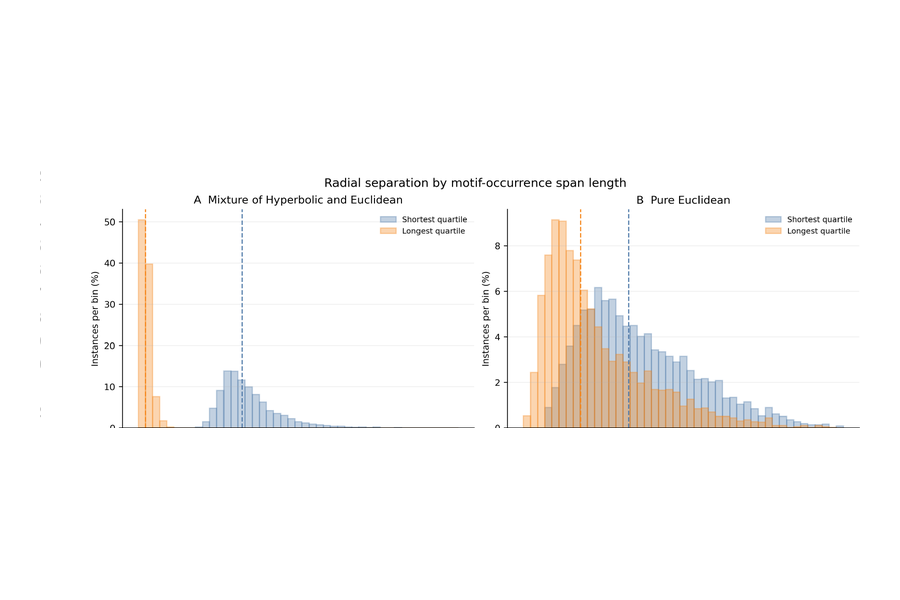 Radial separation by motif-occurrence span length
A Mixture of Hyperbolic and Euclidean
Instances per bin (%)
50
40
30
20
10
0
Shortest quartile
Longest quartile
B Pure Euclidean
Instances per bin (%)
8
6
4
2
0
Shortest quartile
Longest quartile